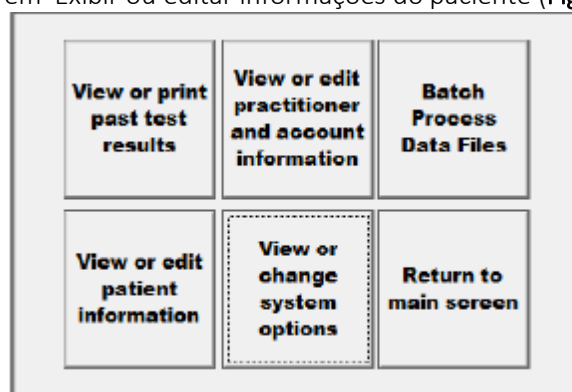 em Exibir ou editar informações do paciente (Fig
View or print
past test
results
View or edit
practitioner
and account
information
Batch
Process
Data Files
View or edit
patient
information
View or
change
system
options
Return to
main screen